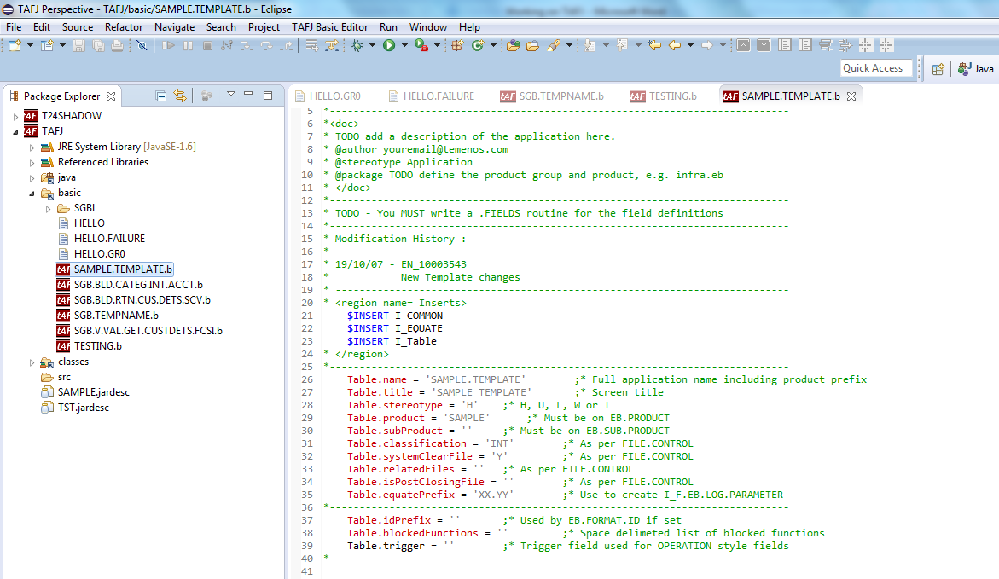 TAFJ Perspective - TAFJ/basic/SAMPLE.TEMPLATE.b - Eclipse
File Edit Source Refactor Navigate Search Project TAFJ Basic Editor Run Window Help
Quick Access
Java
Package Explorer
T24SHADOW
TAFJ
JRE System Library [JavaSE-1.6]
Referenced Libraries
java
basic
SGBL
HELLO
HELLO.FAILURE
HELLO.GR0
SAMPLE.TEMPLATE.b
SGB.BLD.CATEG.INT.ACCT.b
SGB.BLD.RTN.CUS.DETS.SCV.b
SGB.TEMPNAME.b
SGB.V.VAL.GET.CUSTDETS.FCSI.b
TESTING.b
classes
src
SAMPLE.jardesc
TST.jardesc
HELLO.GR0 HELLO.FAILURE SGB.TEMPNAME.b TESTING.b SAMPLE.TEMPLATE.b
5 *--------------------------------------------------------------------------------
6 *<doc>
7 * TODO add a description of the application here.
8 * @author youremail@temenos.com
9 * @stereotype Application
10 * @package TODO define the product group and product, e.g. infra.eb
11 * </doc>
12 *--------------------------------------------------------------------------------
13 * TODO - You MUST write a .FIELDS routine for the field definitions
14 *--------------------------------------------------------------------------------
15 * Modification History :
16 *-----------------------
17 * 19/10/07 - EN_10003543
18 * New Template changes
19 * -------------------------------------------------------------------------------
20 * <region name= Inserts>
21 $INSERT I_COMMON
22 $INSERT I_EQUATE
23 $INSERT I_Table
24 * </region>
25 *--------------------------------------------------------------------------------
26 Table.name = 'SAMPLE.TEMPLATE' ;* Full application name including product prefix
27 Table.title = 'SAMPLE TEMPLATE' ;* Screen title
28 Table.stereotype = 'H' ;* H, U, L, W or T
29 Table.product = 'SAMPLE' ;* Must be on EB.PRODUCT
30 Table.subProduct = '' ;* Must be on EB.SUB.PRODUCT
31 Table.classification = 'INT' ;* As per FILE.CONTROL
32 Table.systemClearFile = 'Y' ;* As per FILE.CONTROL
33 Table.relatedFiles = '' ;* As per FILE.CONTROL
34 Table.isPostClosingFile = '' ;* As per FILE.CONTROL
35 Table.equatePrefix = 'XX.YY' ;* Use to create I_F.EB.LOG.PARAMETER
36 *--------------------------------------------------------------------------------
37 Table.idPrefix = '' ;* Used by EB.FORMAT.ID if set
38 Table.blockedFunctions = '' ;* Space delimeted list of blocked functions
39 Table.trigger = '' ;* Trigger field used for OPERATION style fields
40 *--------------------------------------------------------------------------------
41